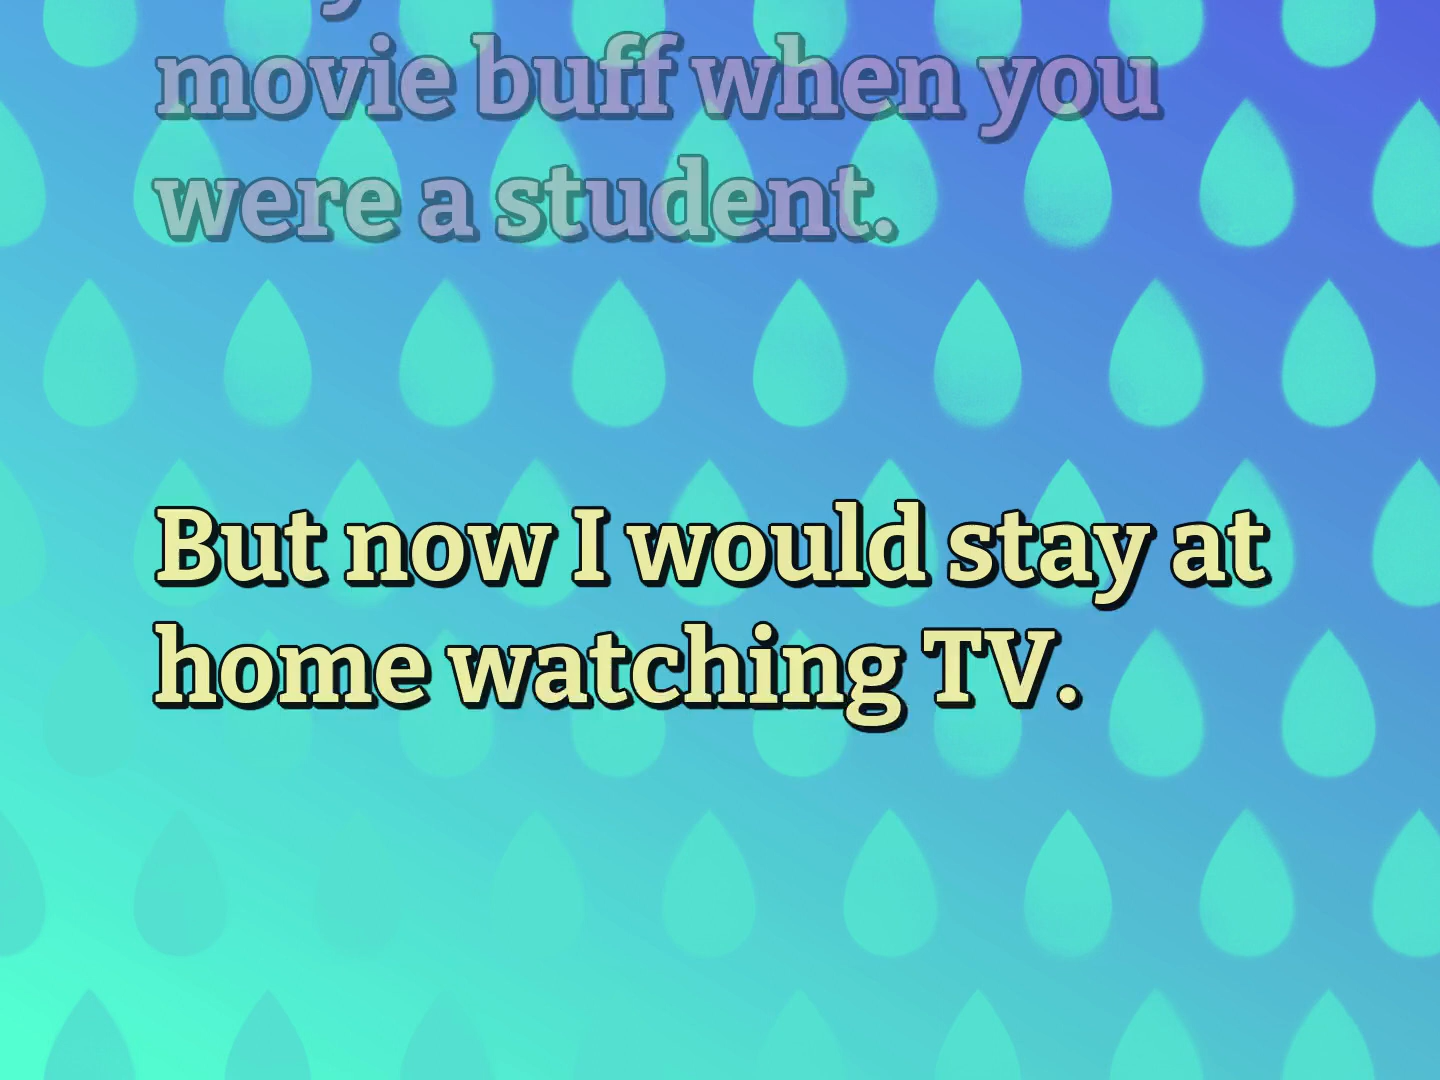 movie buff when you
were a student.
But now I would stay at
home watching TV.